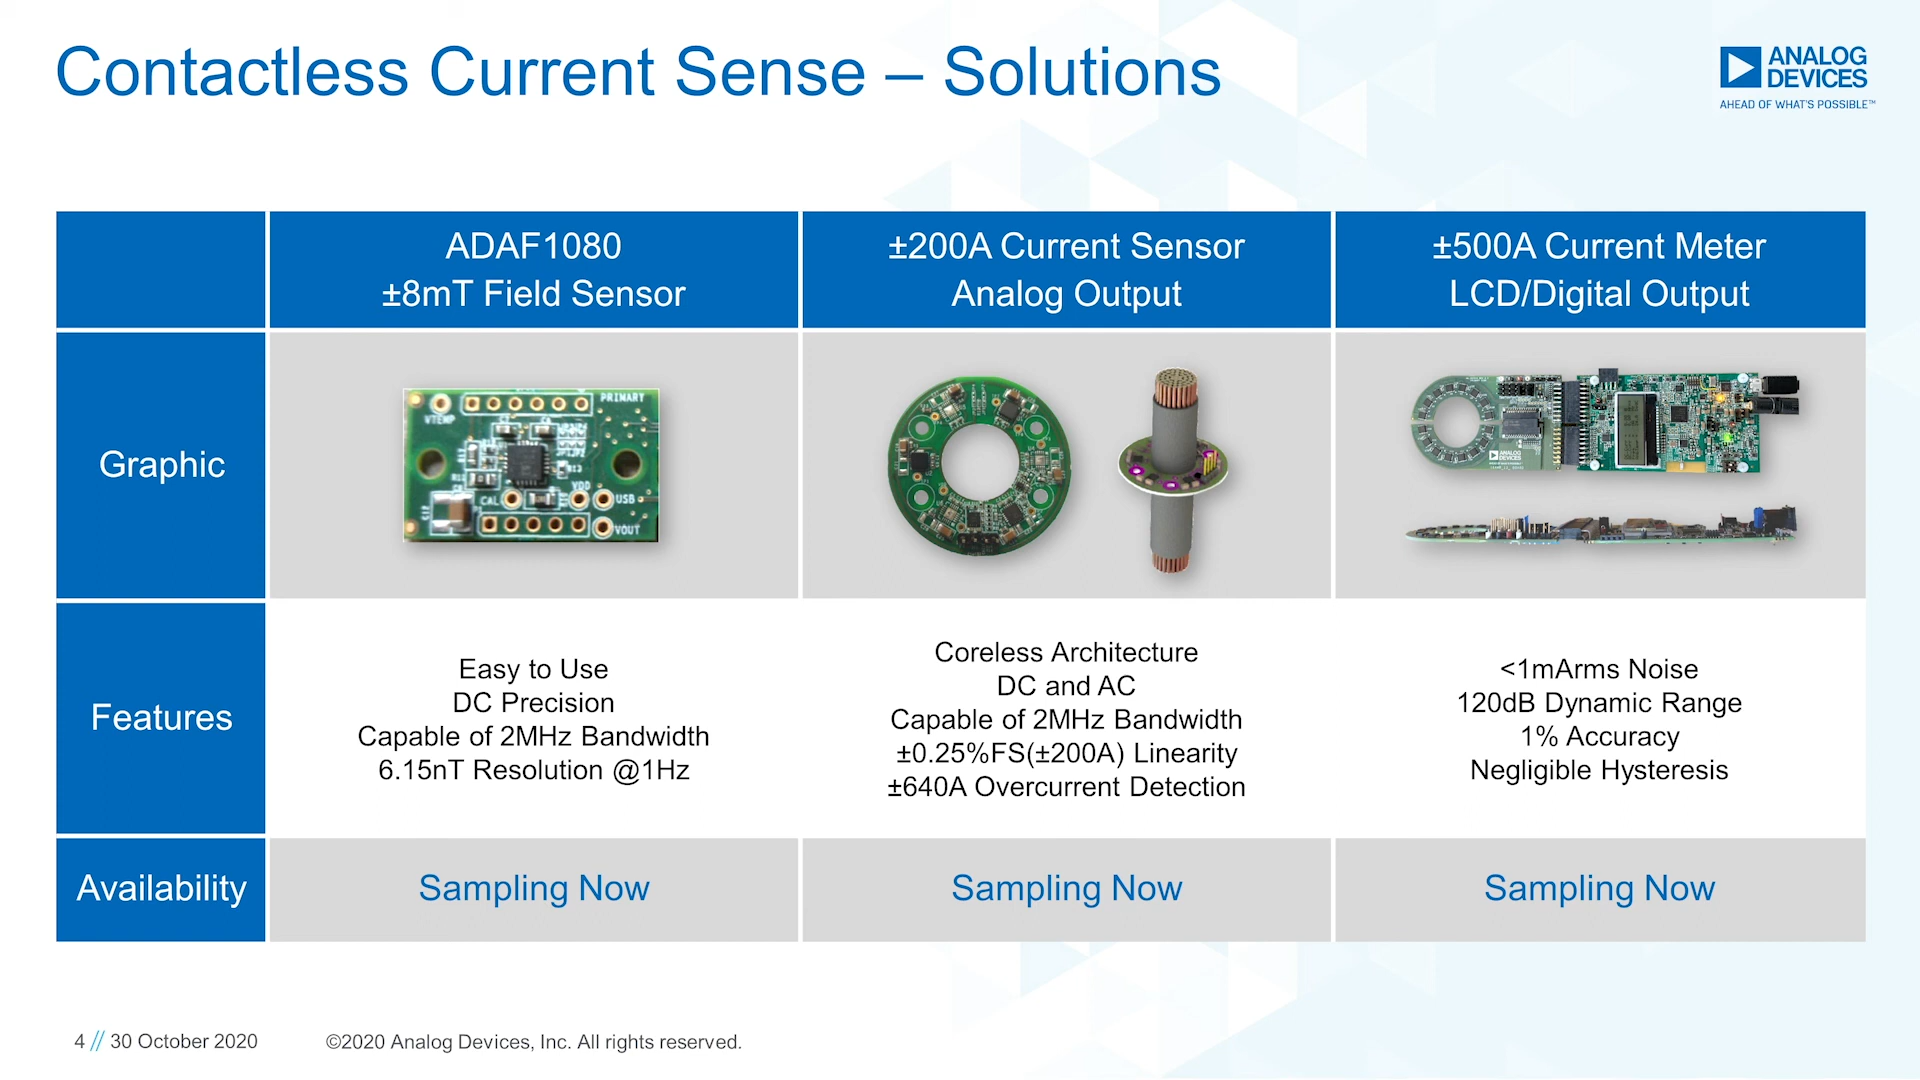 Contactless Current Sense – Solutions
ANALOG
DEVICES
AHEAD OF WHAT'S POSSIBLE™
ADAF1080
±8mT Field Sensor
±200A Current Sensor
Analog Output
±500A Current Meter
LCD/Digital Output
Graphic
PRIMARY
VTEMP
R13
VDD
CAL
USB
VOUT
ANALOG
DEVICES
Features
Easy to Use
DC Precision
Capable of 2MHz Bandwidth
6.15nT Resolution @1Hz
Coreless Architecture
DC and AC
Capable of 2MHz Bandwidth
±0.25%FS(±200A) Linearity
±640A Overcurrent Detection
<1mArms Noise
120dB Dynamic Range
1% Accuracy
Negligible Hysteresis
Availability
Sampling Now
Sampling Now
Sampling Now
4 // 30 October 2020
©2020 Analog Devices, Inc. All rights reserved.